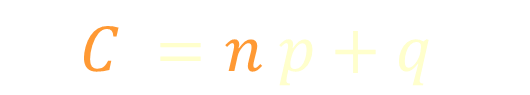 C = n p + q